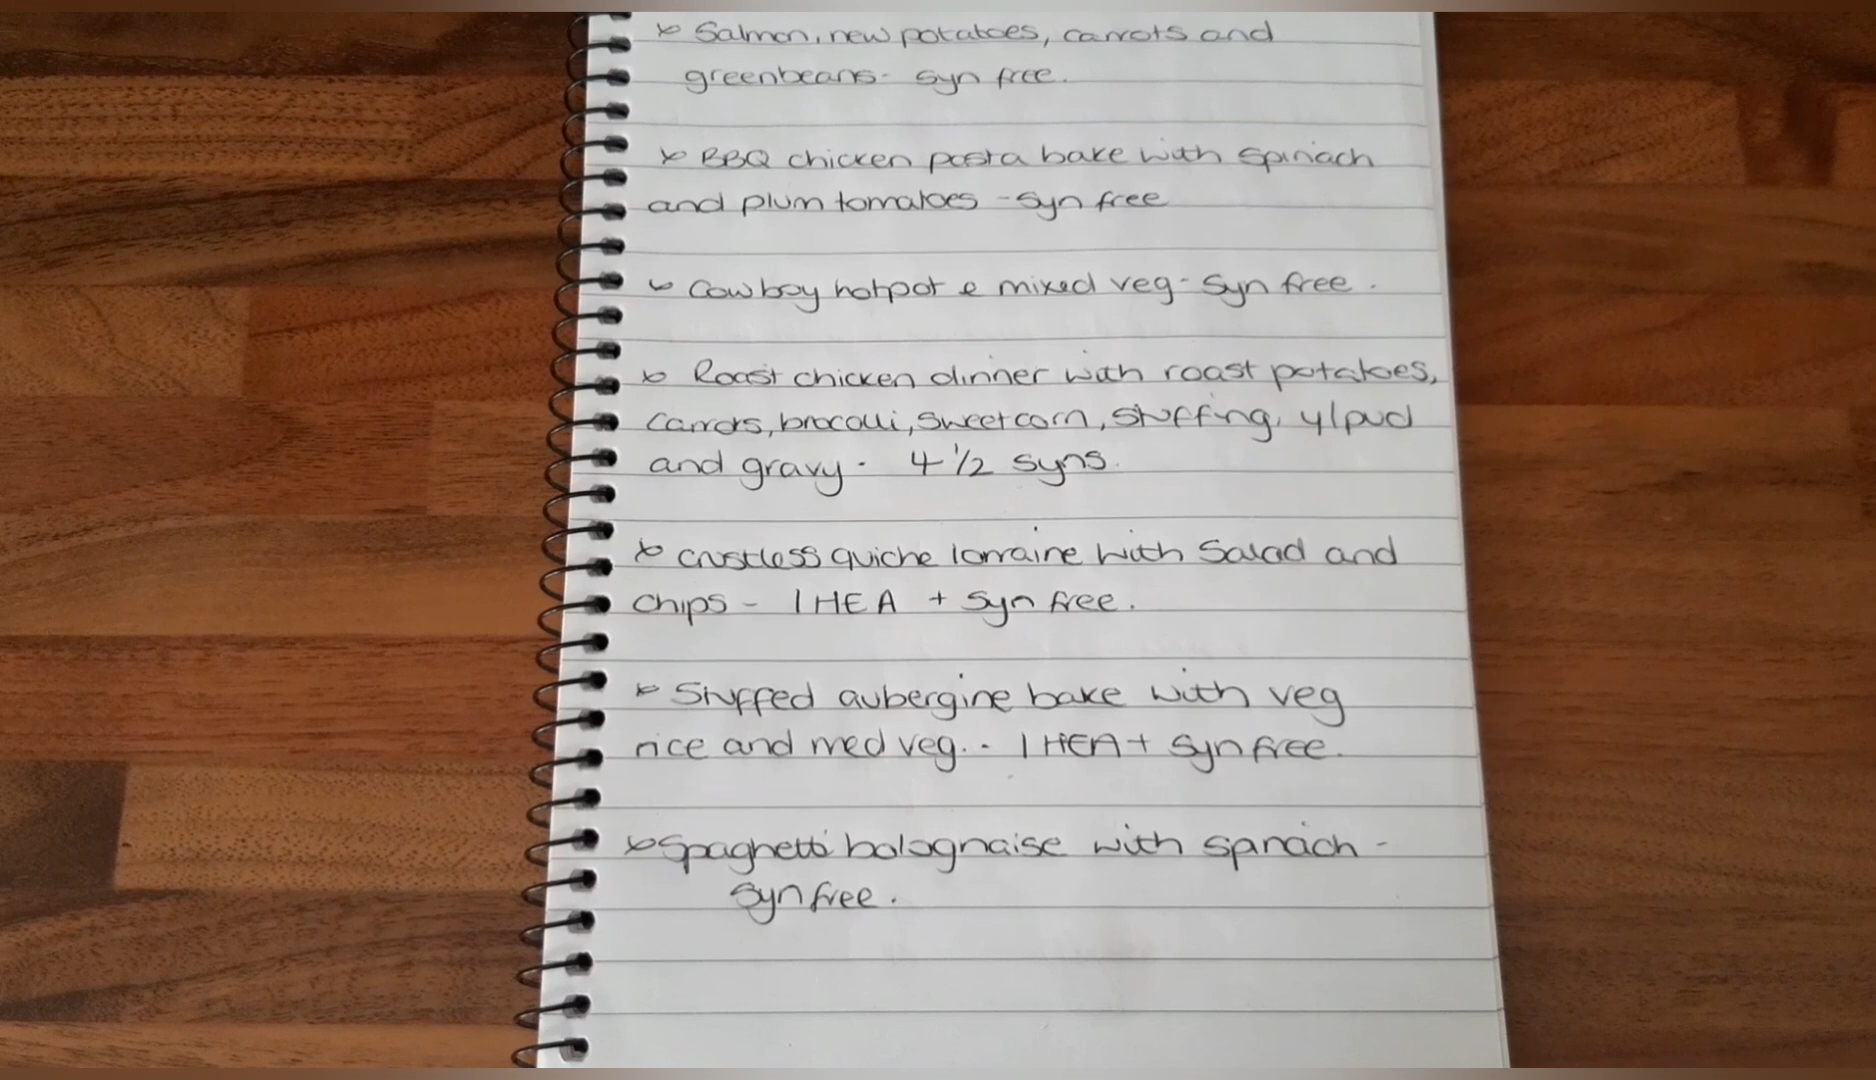 Salmon, new potatoes, carrots and
greenbeans - syn free.
BBQ chicken pasta bake with spinach
and plum tomatoes - syn free
Cowboy hotpot & mixed veg - Syn free.
Roast chicken dinner with roast potatoes,
carrots, brocolli, sweetcorn, stuffing, y/pud
and gravy - 4 1/2 syns.
Crustless quiche lorraine with Salad and
chips - 1 HEA + Syn free.
Stuffed aubergine bake with veg
rice and med veg. - 1 HEA + Syn free.
Spaghetti bolognaise with spinach -
Syn free.